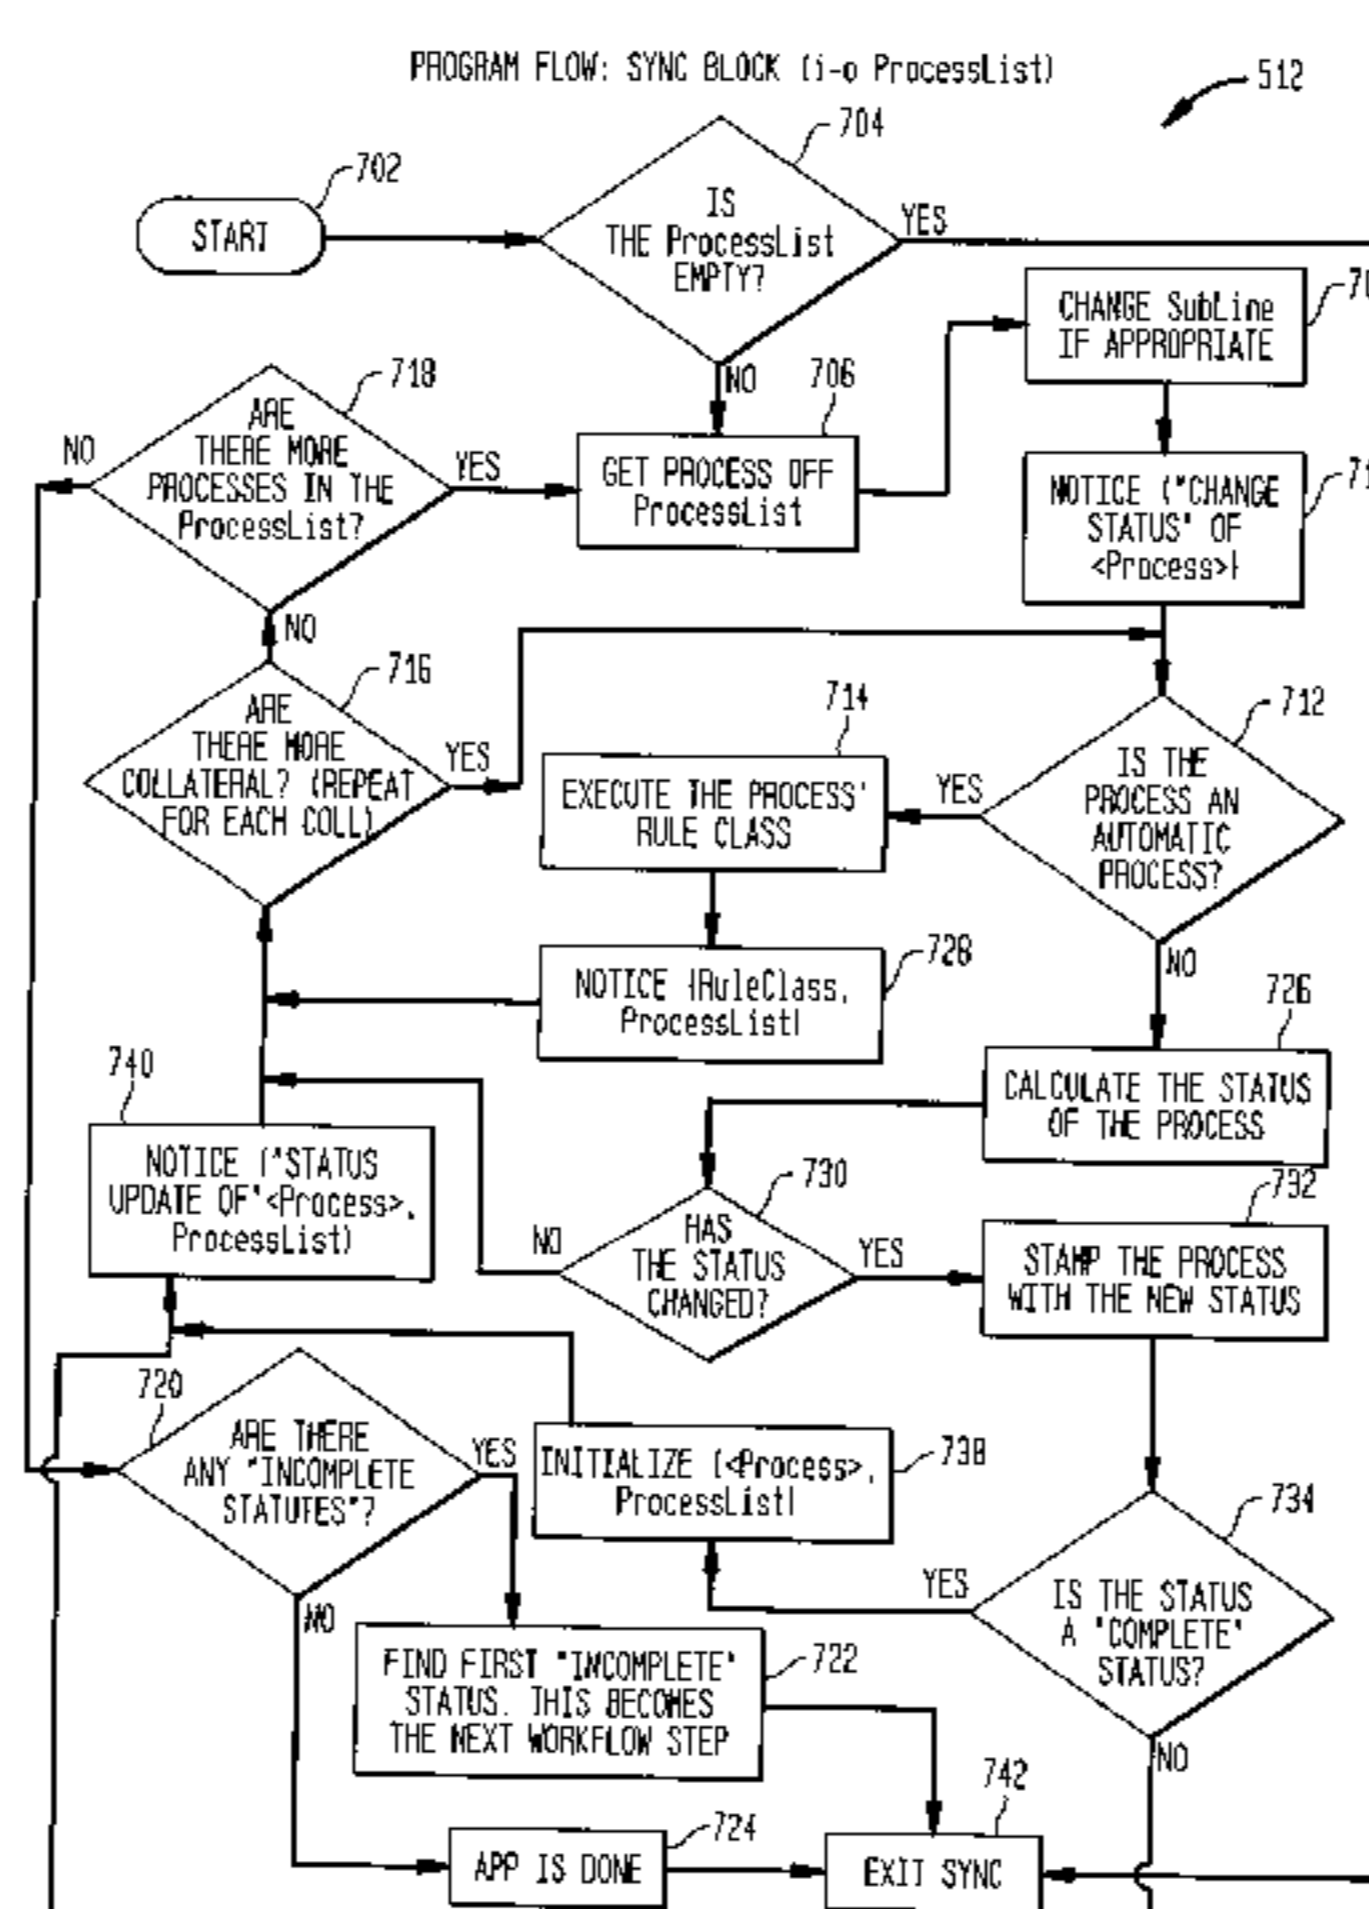 PROGRAM FLOW: SYNC BLOCK (i-o ProcessList)
512
702
START
704
IS
THE ProcessList
EMPTY?
YES
NO
CHANGE SubLine
IF APPROPRIATE
718
ARE
THERE MORE
PROCESSES IN THE
ProcessList?
NO
YES
NO
706
GET PROCESS OFF
ProcessList
NOTICE ("CHANGE
STATUS" OF
<Process>)
716
ARE
THERE MORE
COLLATERAL? (REPEAT
FOR EACH COLL)
YES
714
EXECUTE THE PROCESS'
RULE CLASS
712
IS THE
PROCESS AN
AUTOMATIC
PROCESS?
YES
NO
728
NOTICE (RuleClass,
ProcessList)
726
CALCULATE THE STATUS
OF THE PROCESS
740
NOTICE ("STATUS
UPDATE OF"<Process>,
ProcessList)
730
HAS
THE STATUS
CHANGED?
NO
YES
732
STAMP THE PROCESS
WITH THE NEW STATUS
720
ARE THERE
ANY "INCOMPLETE
STATUTES"?
YES
NO
738
INITIALIZE (<Process>,
ProcessList)
734
IS THE STATUS
A "COMPLETE"
STATUS?
YES
NO
722
FIND FIRST "INCOMPLETE"
STATUS. THIS BECOMES
THE NEXT WORKFLOW STEP
724
APP IS DONE
742
EXIT SYNC